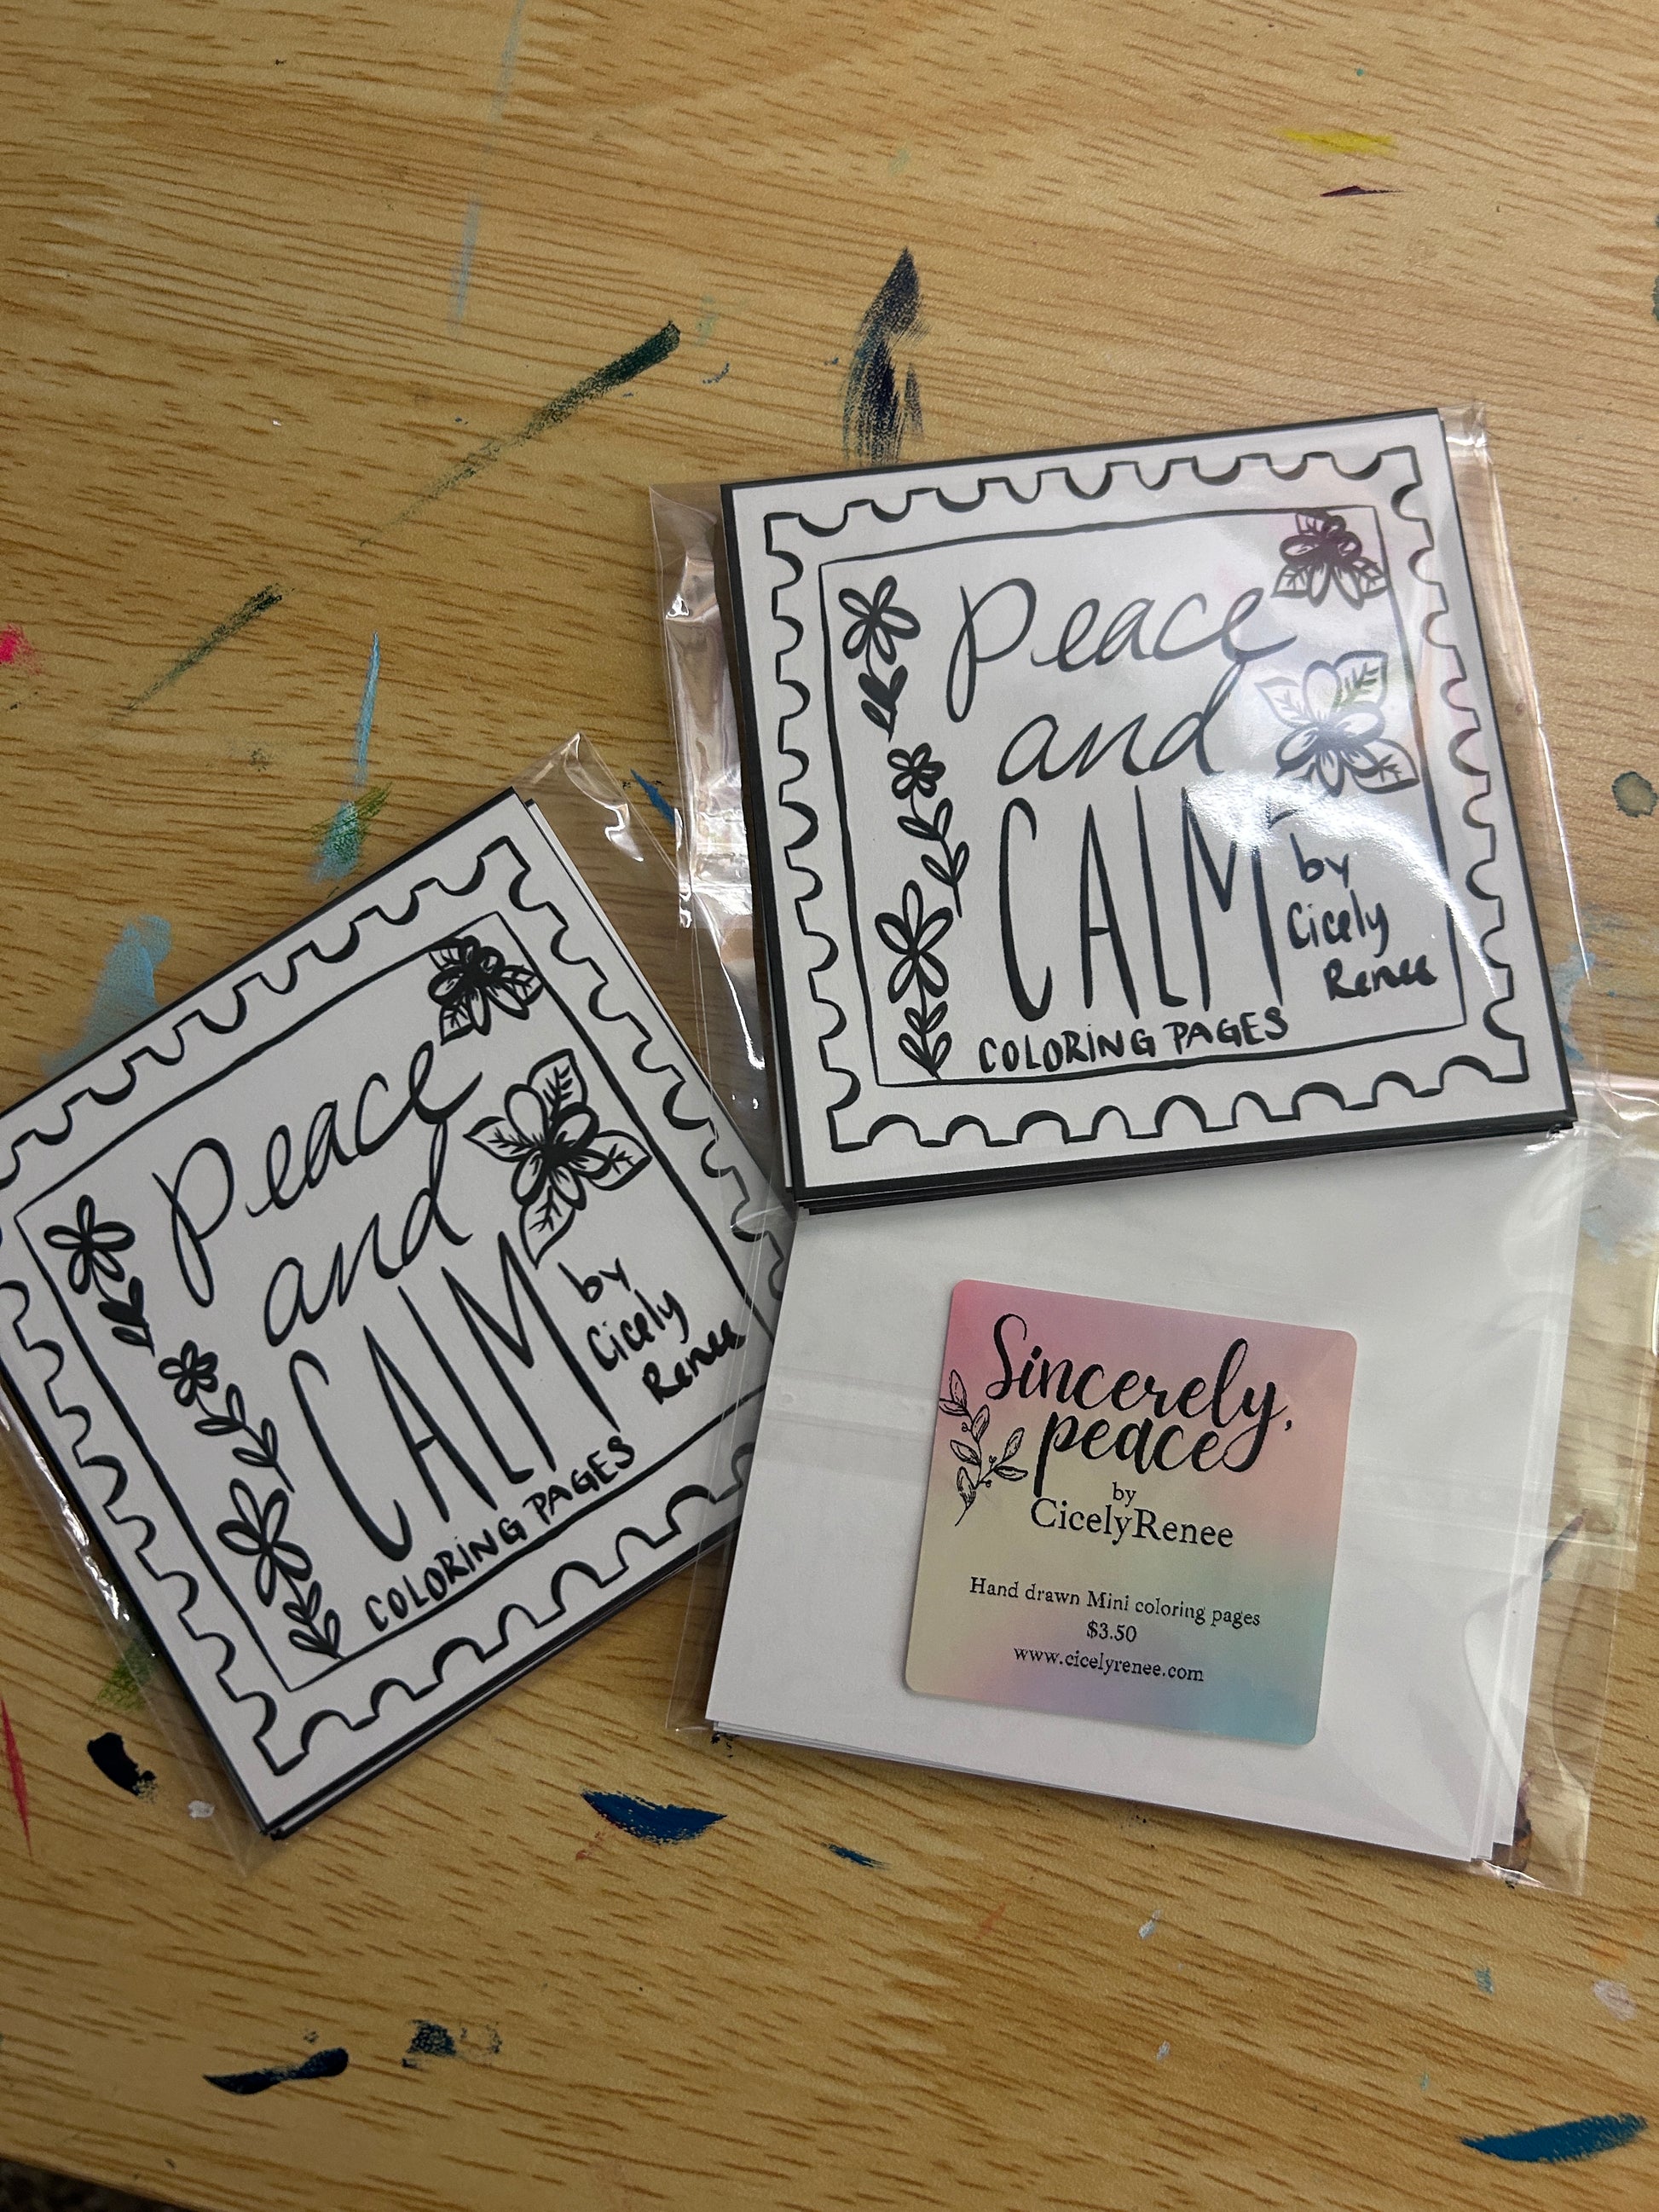 peace
and
CALM
by
Cicely
Renee
COLORING PAGES
peace
and
CALM
by
Cicely
Renee
COLORING PAGES
Sincerely,
peace
by
CicelyRenee
Hand drawn Mini coloring pages
$3.50
www.cicelyrenee.com